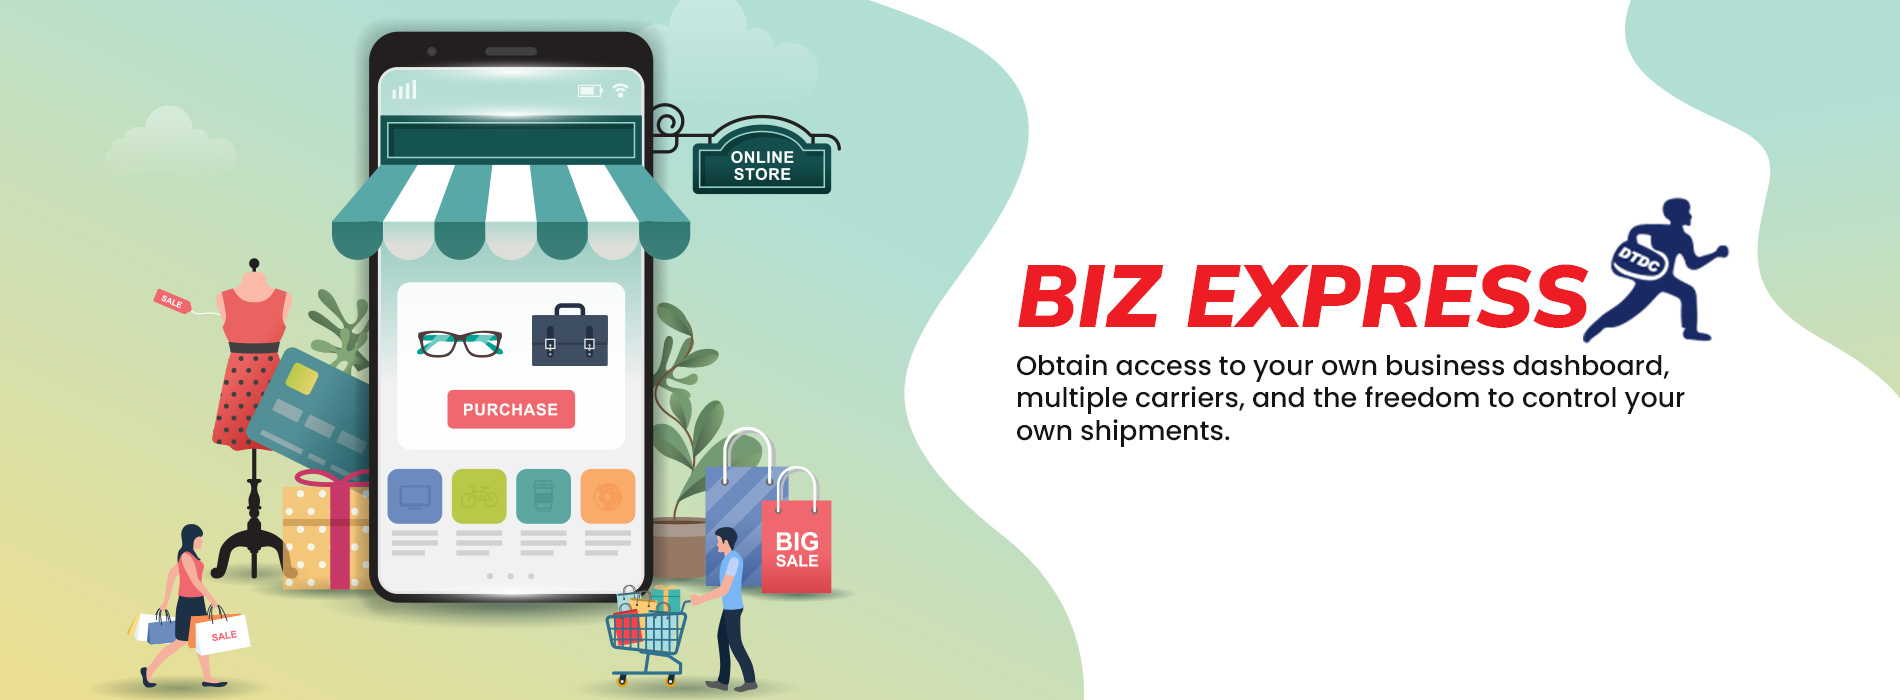 ONLINE
STORE
SALE
PURCHASE
BIG
SALE
SALE
BIZ EXPRESS
DTDC
Obtain access to your own business dashboard,
multiple carriers, and the freedom to control your
own shipments.